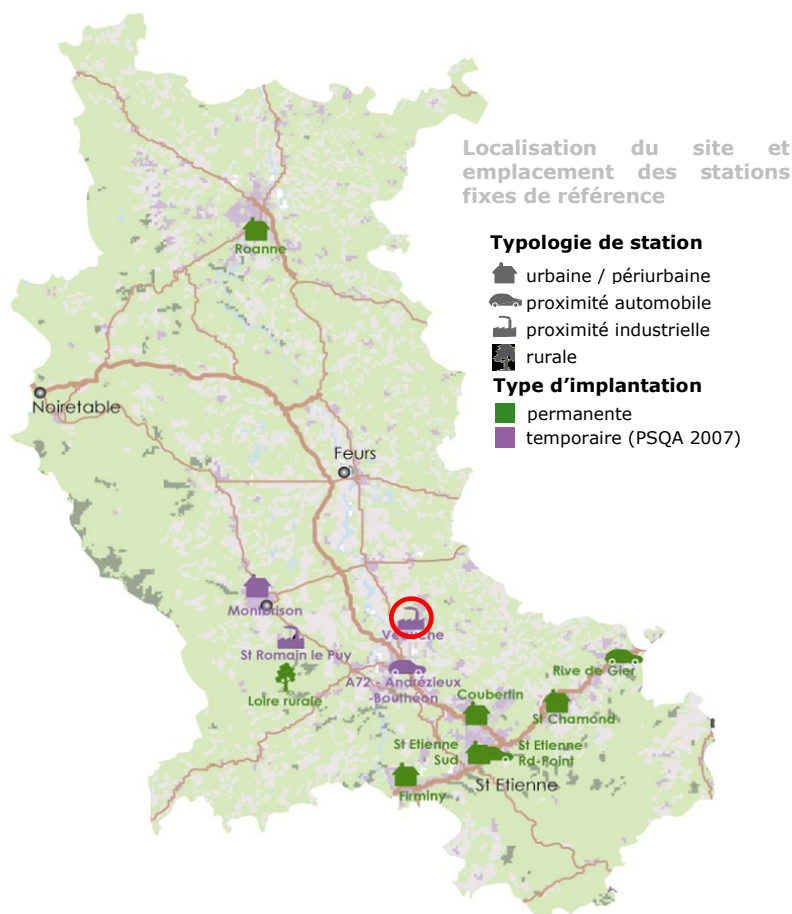 Localisation du site et
emplacement des stations
fixes de référence
Typologie de station
urbaine / périurbaine
proximité automobile
proximité industrielle
rurale
Type d’implantation
permanente
temporaire (PSQA 2007)
Roanne
Noiretable
Feurs
Montbrison
St Romain le Puy
Loire rurale
A72 - Andrézieux
-Bouthéon
Coubertin
Rive de Gier
St Chamond
St Etienne
Sud
St Etienne
Rd-Point
St Etienne
Firminy